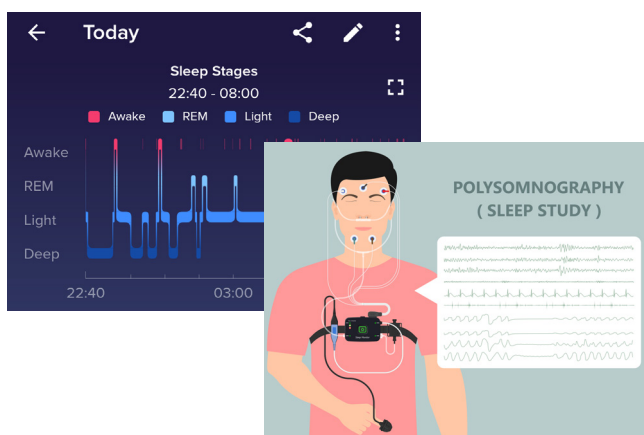 Today
Sleep Stages
22:40 - 08:00
Awake REM Light Deep
Awake
REM
Light
Deep
22:40 03:00
POLYSOMNOGRAPHY
( SLEEP STUDY )